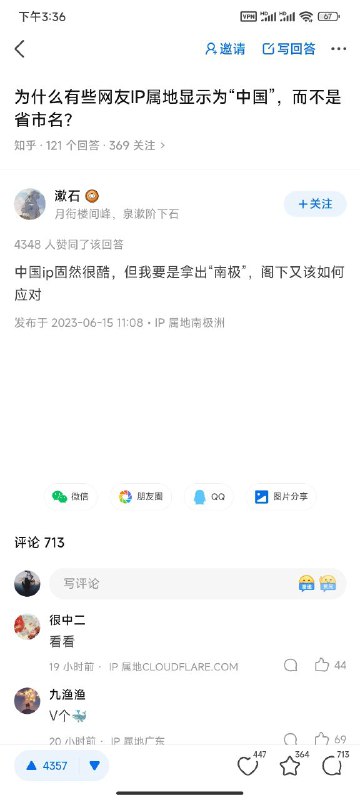 下午3:36
VPN HD HD 67
邀请 写回答
为什么有些网友IP属地显示为“中国”，而不是
省市名？
知乎 · 121 个回答 · 369 关注 >
漱石
月衔楼间峰，泉漱阶下石
+ 关注
4348 人赞同了该回答
中国ip固然很酷，但我要是拿出“南极”，阁下又该如何
应对
发布于 2023-06-15 11:08 · IP 属地南极洲
微信 朋友圈 QQ 图片分享
评论 713
写评论
很中二
看看
19 小时前 · IP 属地CLOUDFLARE.COM 44
九渔渔
V个🐳
20 小时前 · IP 属地广东 69
4357 447 364 713